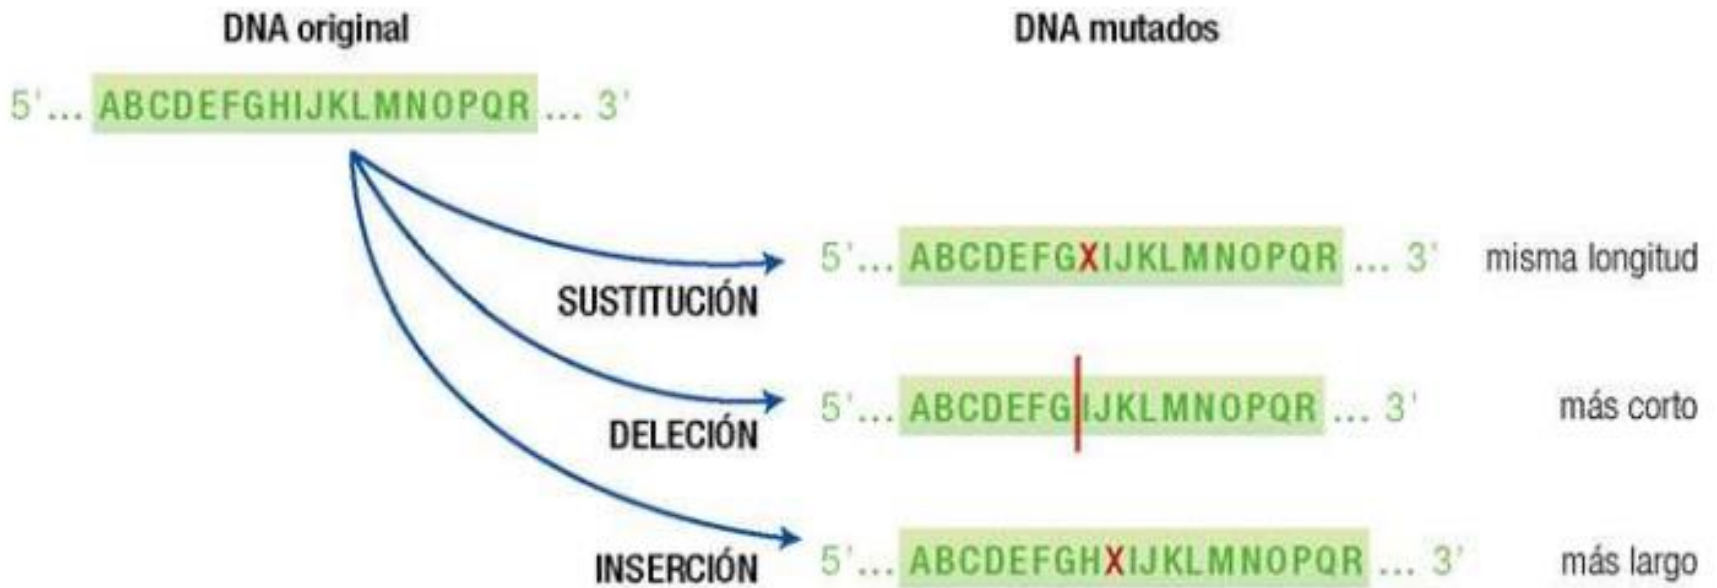 DNA original DNA mutados
5'... ABCDEFGHIJKLMNOPQR ... 3'
5'... ABCDEFGXIJKLMNOPQR ... 3' misma longitud
SUSTITUCIÓN
5'... ABCDEFGIJKLMNOPQR ... 3' más corto
DELECIÓN
5'... ABCDEFGHXIJKLMNOPQR ... 3' más largo
INSERCIÓN